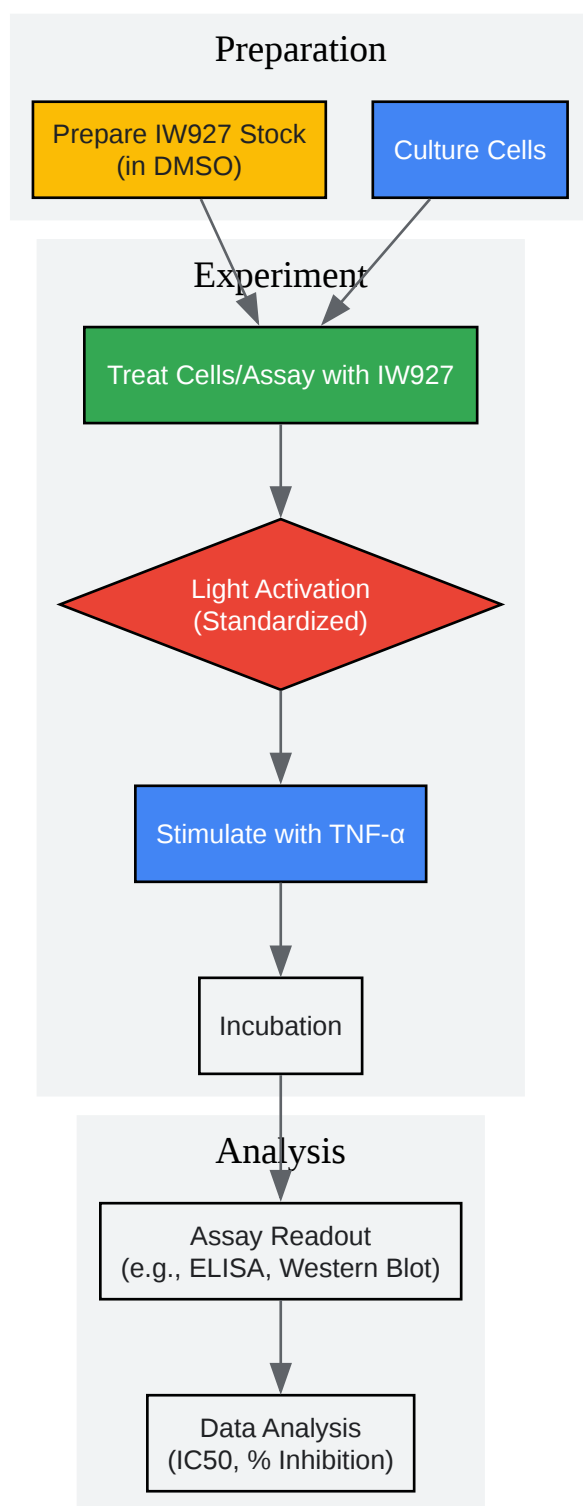 Preparation
Prepare IW927 Stock
(in DMSO)
Culture Cells
Experiment
Treat Cells/Assay with IW927
Light Activation
(Standardized)
Stimulate with TNF-α
Incubation
Analysis
Assay Readout
(e.g., ELISA, Western Blot)
Data Analysis
(IC50, % Inhibition)